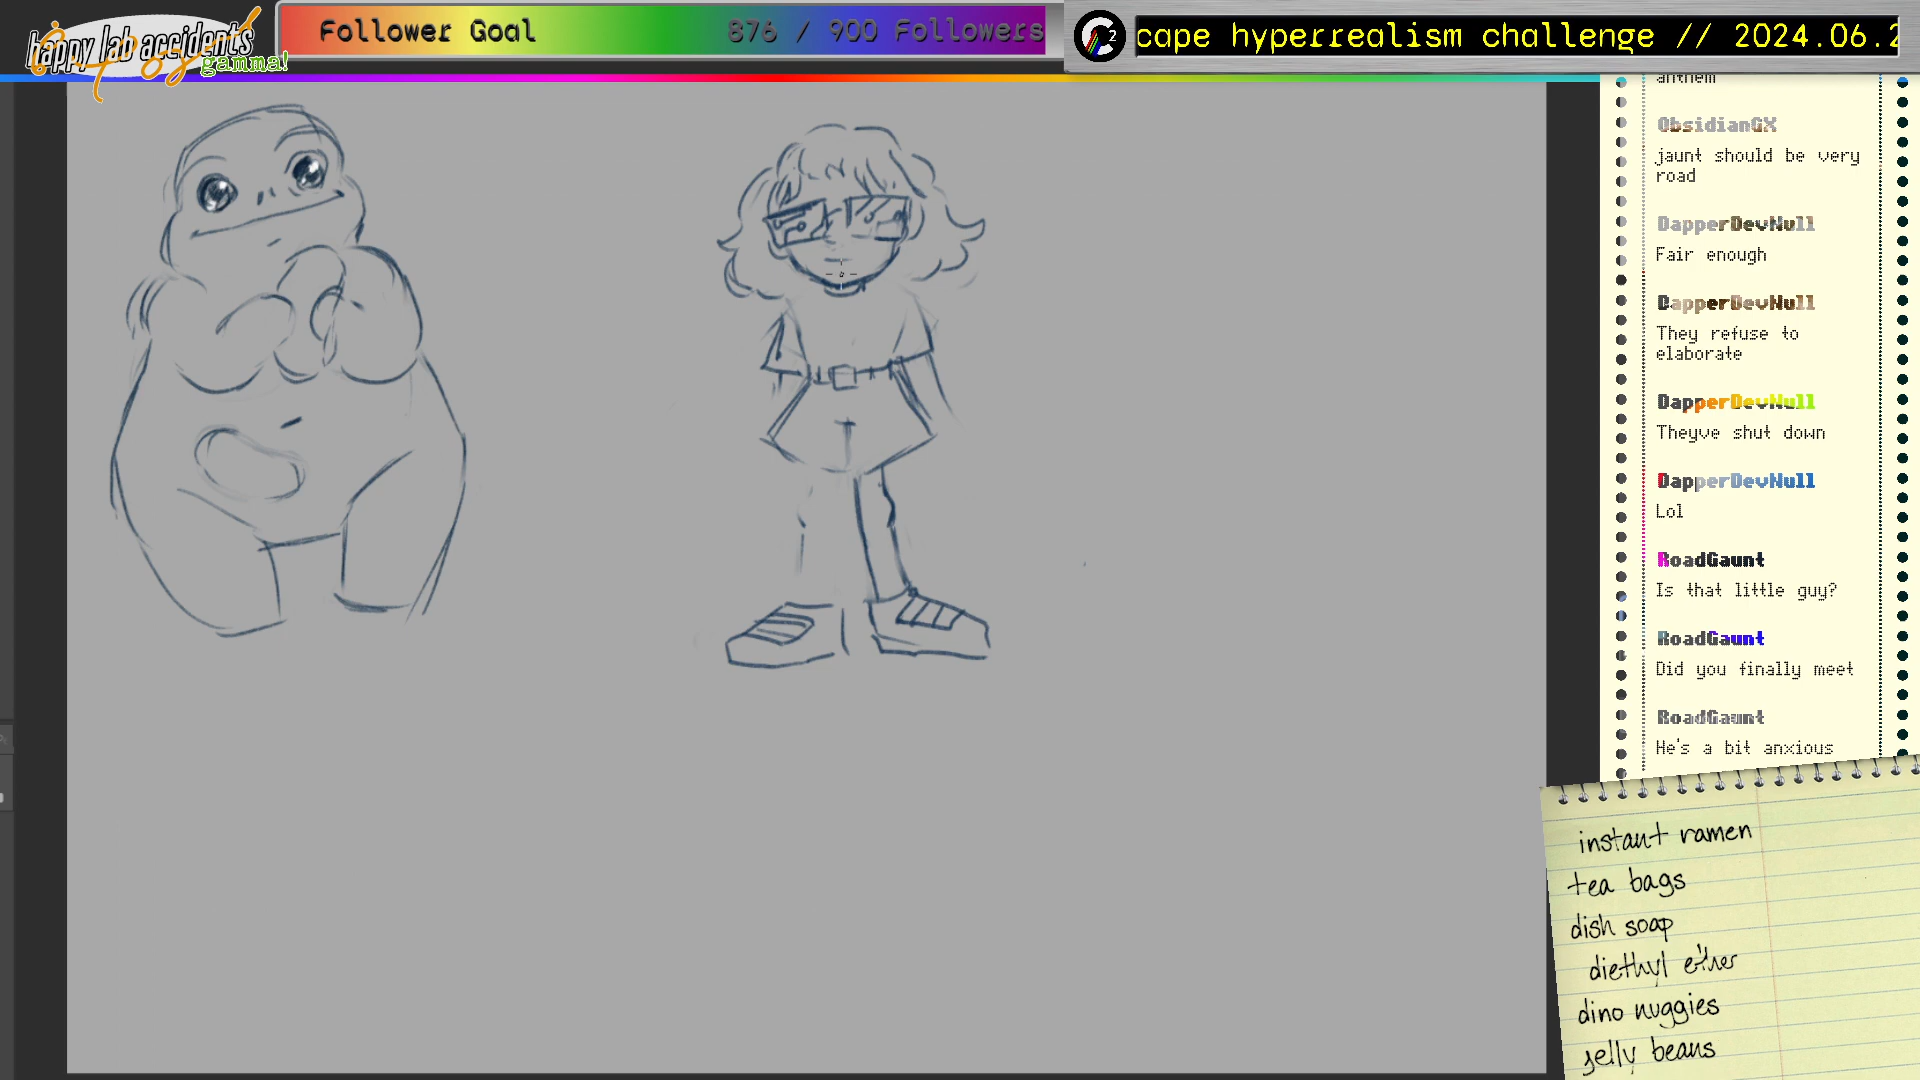 happy lab accidents
gamma!
Follower Goal
876 / 900 Followers
cape hyperrealism challenge // 2024.06.2
anthem
ObsidianGX
jaunt should be very
road
DapperDevNull
Fair enough
DapperDevNull
They refuse to
elaborate
DapperDevNull
Theyve shut down
DapperDevNull
Lol
RoadGaunt
Is that little guy?
RoadGaunt
Did you finally meet
RoadGaunt
He's a bit anxious
instant ramen
tea bags
dish soap
diethyl ether
dino nuggies
jelly beans